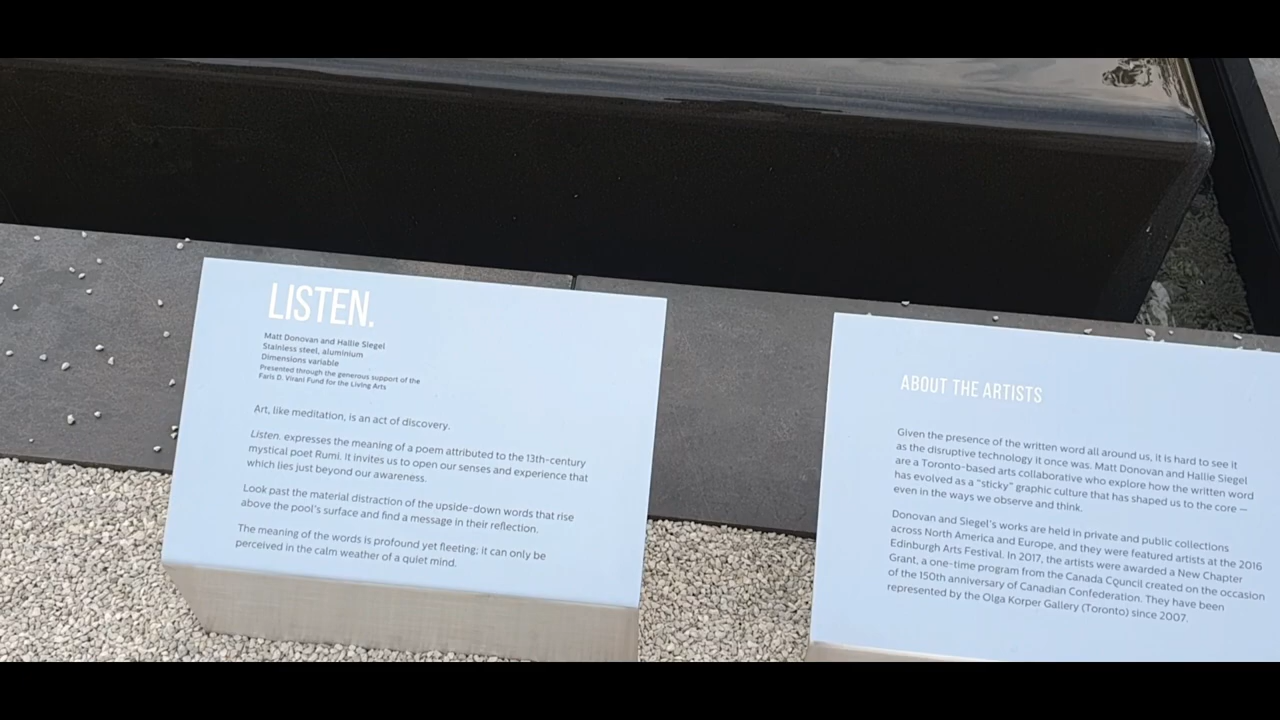 LISTEN.
Matt Donovan and Hallie Siegel
Stainless steel, aluminium
Dimensions variable
Presented through the generous support of the
Faris D. Virani Fund for the Living Arts
Art, like meditation, is an act of discovery.
Listen. expresses the meaning of a poem attributed to the 13th-century
mystical poet Rumi. It invites us to open our senses and experience that
which lies just beyond our awareness.
Look past the material distraction of the upside-down words that rise
above the pool's surface and find a message in their reflection.
The meaning of the words is profound yet fleeting; it can only be
perceived in the calm weather of a quiet mind.
ABOUT THE ARTISTS
Given the presence of the written word all around us, it is hard to see it
as the disruptive technology it once was. Matt Donovan and Hallie Siegel
are a Toronto-based arts collaborative who explore how the written word
has evolved as a "sticky" graphic culture that has shaped us to the core —
even in the ways we observe and think.
Donovan and Siegel's works are held in private and public collections
across North America and Europe, and they were featured artists at the 2016
Edinburgh Arts Festival. In 2017, the artists were awarded a New Chapter
Grant, a one-time program from the Canada Council created on the occasion
of the 150th anniversary of Canadian Confederation. They have been
represented by the Olga Korper Gallery (Toronto) since 2007.